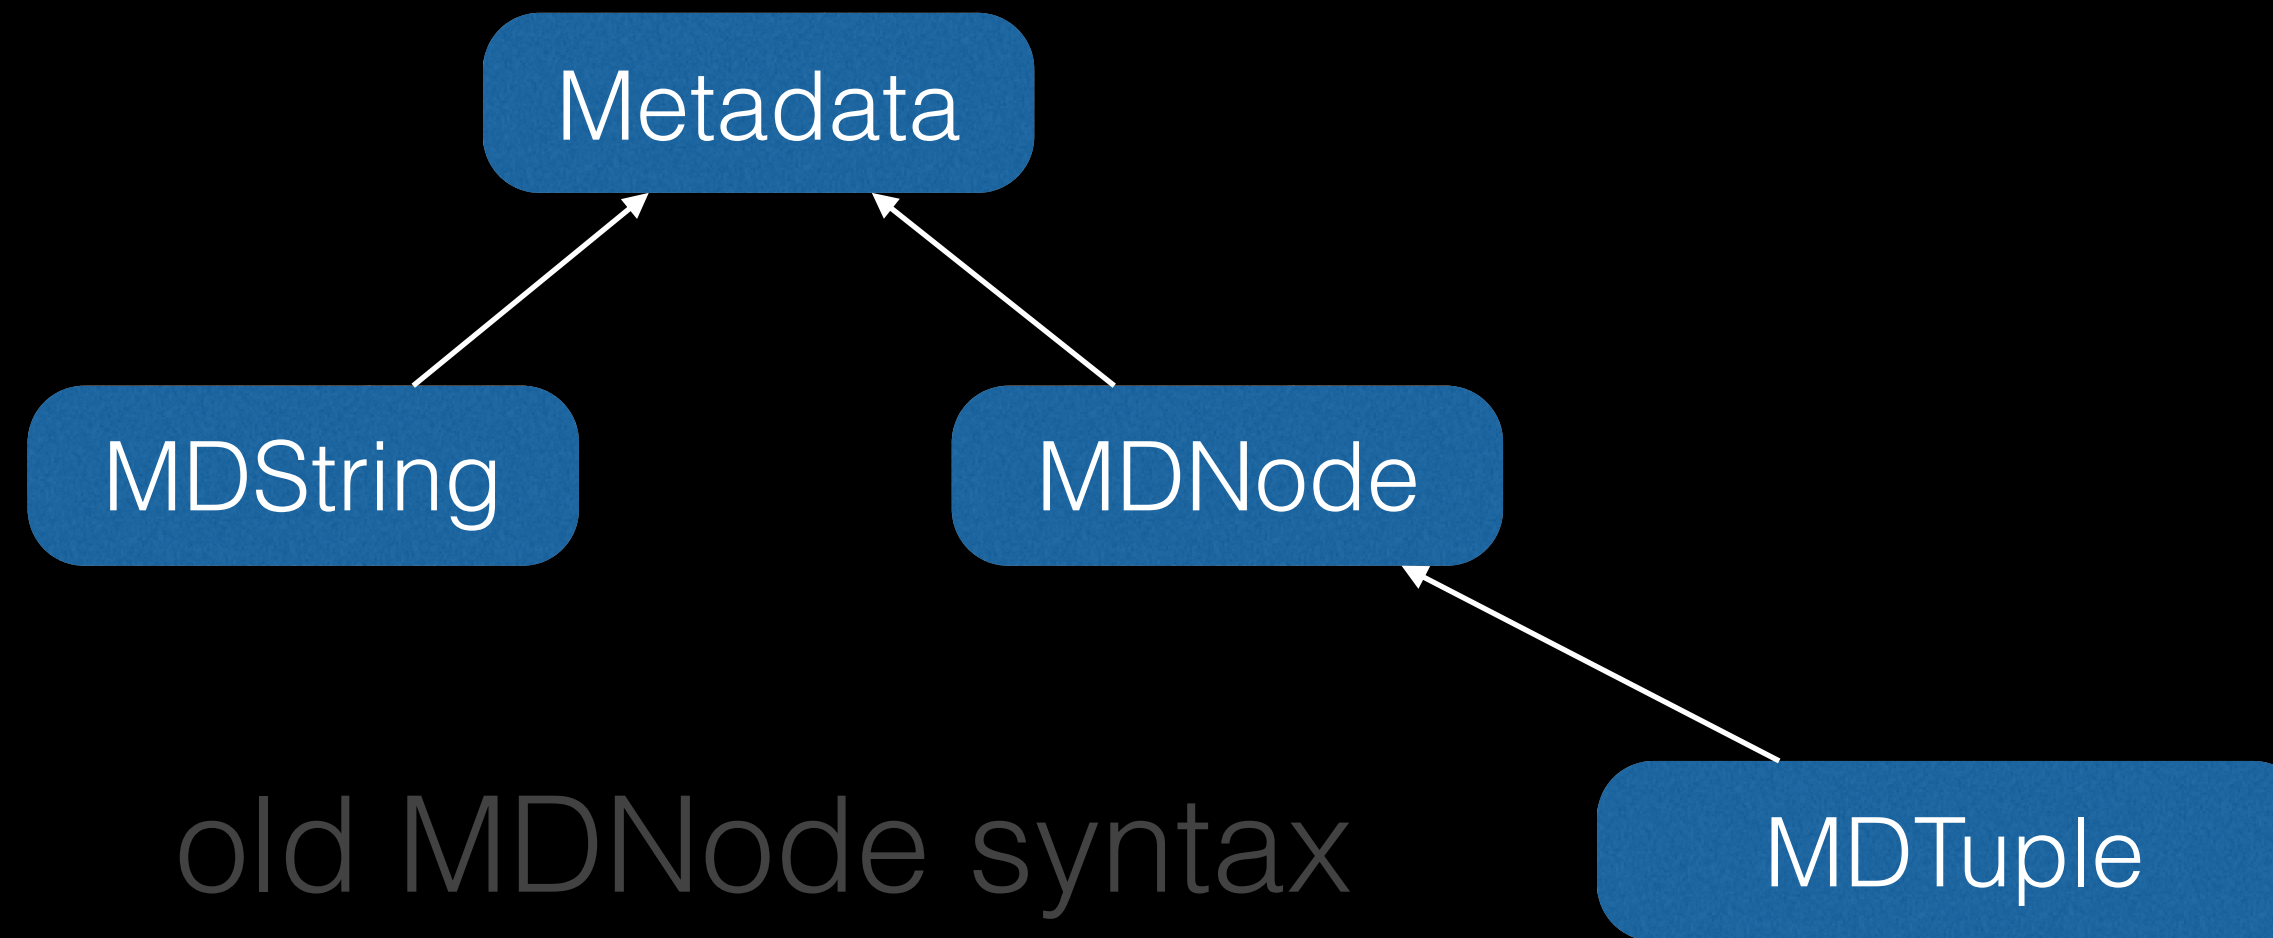 Metadata
MDString
MDNode
old MDNode syntax
MDTuple